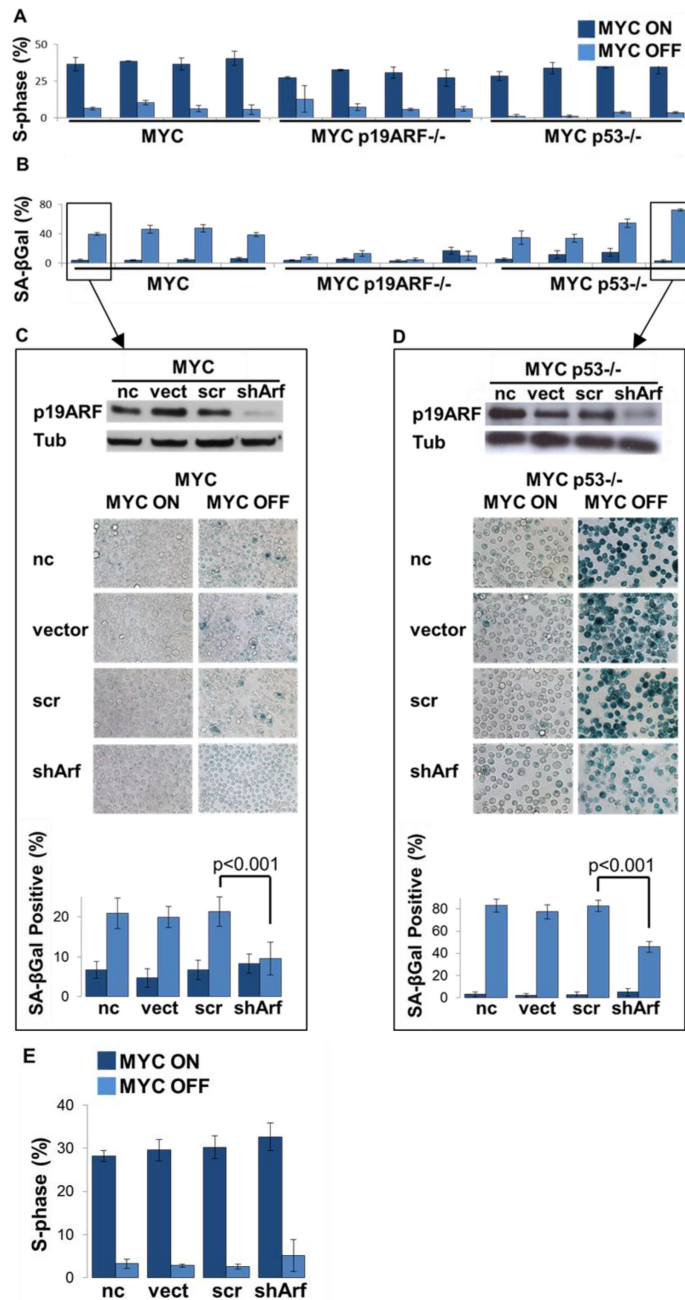 A
MYC ON
MYC OFF
S-phase (%)
50
25
0
MYC
MYC p19ARF-/-
MYC p53-/-
B
SA-βGal (%)
80
40
0
MYC
MYC p19ARF-/-
MYC p53-/-
C
MYC
nc vect scr shArf
p19ARF
Tub
MYC
MYC ON MYC OFF
nc
vector
scr
shArf
p<0.001
SA-βGal Positive (%)
20
10
0
nc vect scr shArf
D
MYC p53-/-
nc vect scr shArf
p19ARF
Tub
MYC p53-/-
MYC ON MYC OFF
nc
vector
scr
shArf
p<0.001
SA-βGal Positive (%)
80
60
40
20
0
nc vect scr shArf
E
MYC ON
MYC OFF
S-phase (%)
40
30
20
10
0
nc vect scr shArf